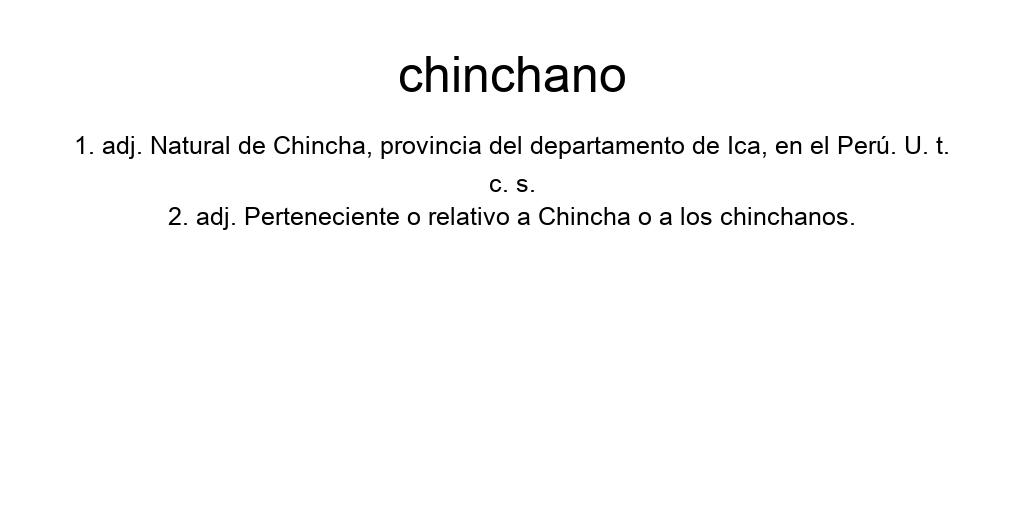 chinchano
1. adj. Natural de Chincha, provincia del departamento de Ica, en el Perú. U. t.
c. s.
2. adj. Perteneciente o relativo a Chincha o a los chinchanos.